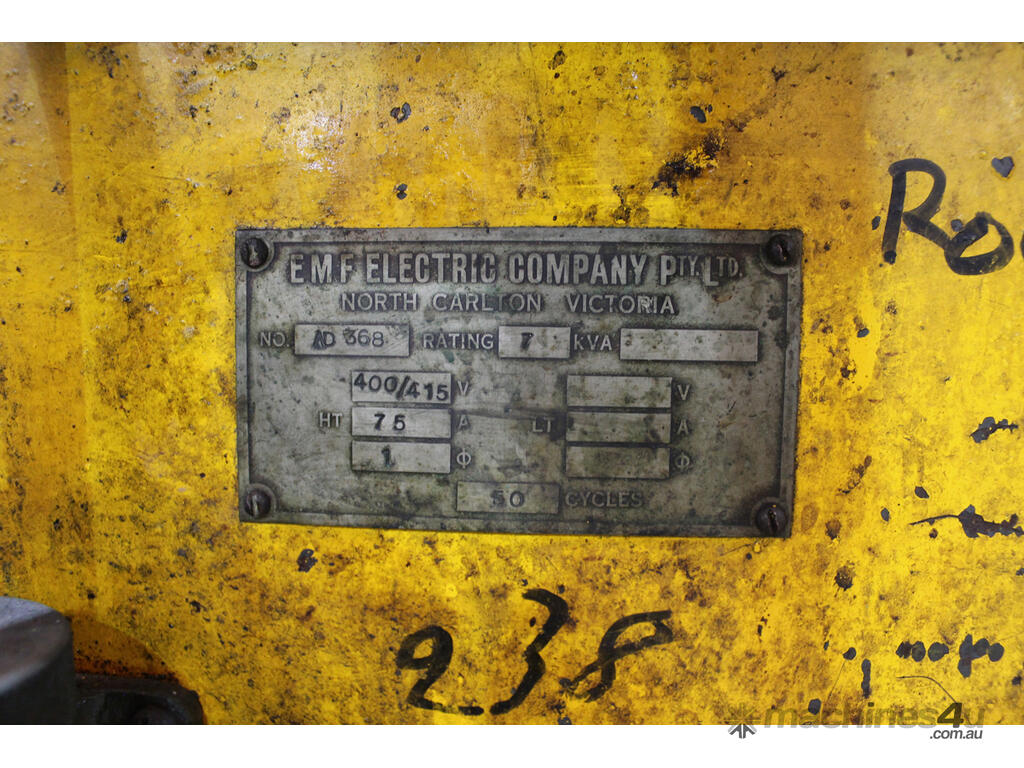 E M F ELECTRIC COMPANY PTY. LTD.
NORTH CARLTON VICTORIA
NO. AD 368 RATING 7 KVA
400/415 V V
HT 75 A LT A
1 Φ Φ
50 CYCLES
238
machines4u
.com.au